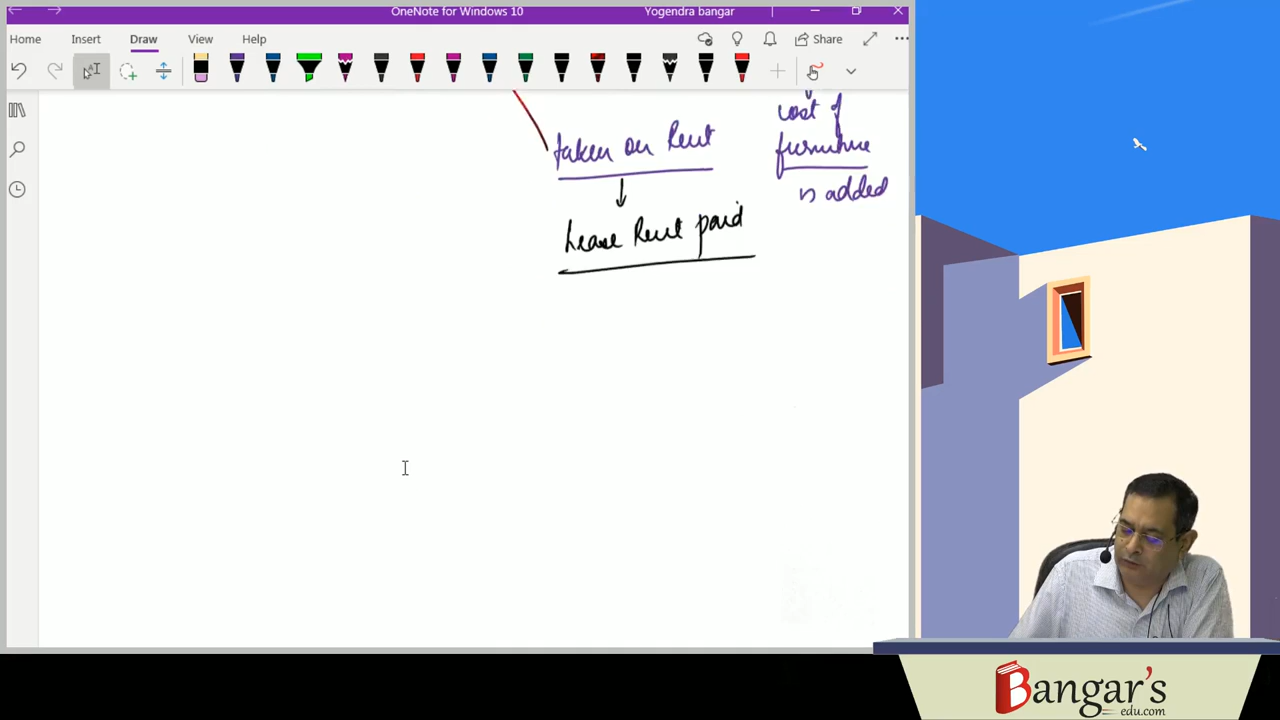 OneNote for Windows 10
Yogendra bangar
Home Insert Draw View Help
Share
taken on Rent
Lease Rent paid
cost of
furniture
is added
Bangar's
edu.com